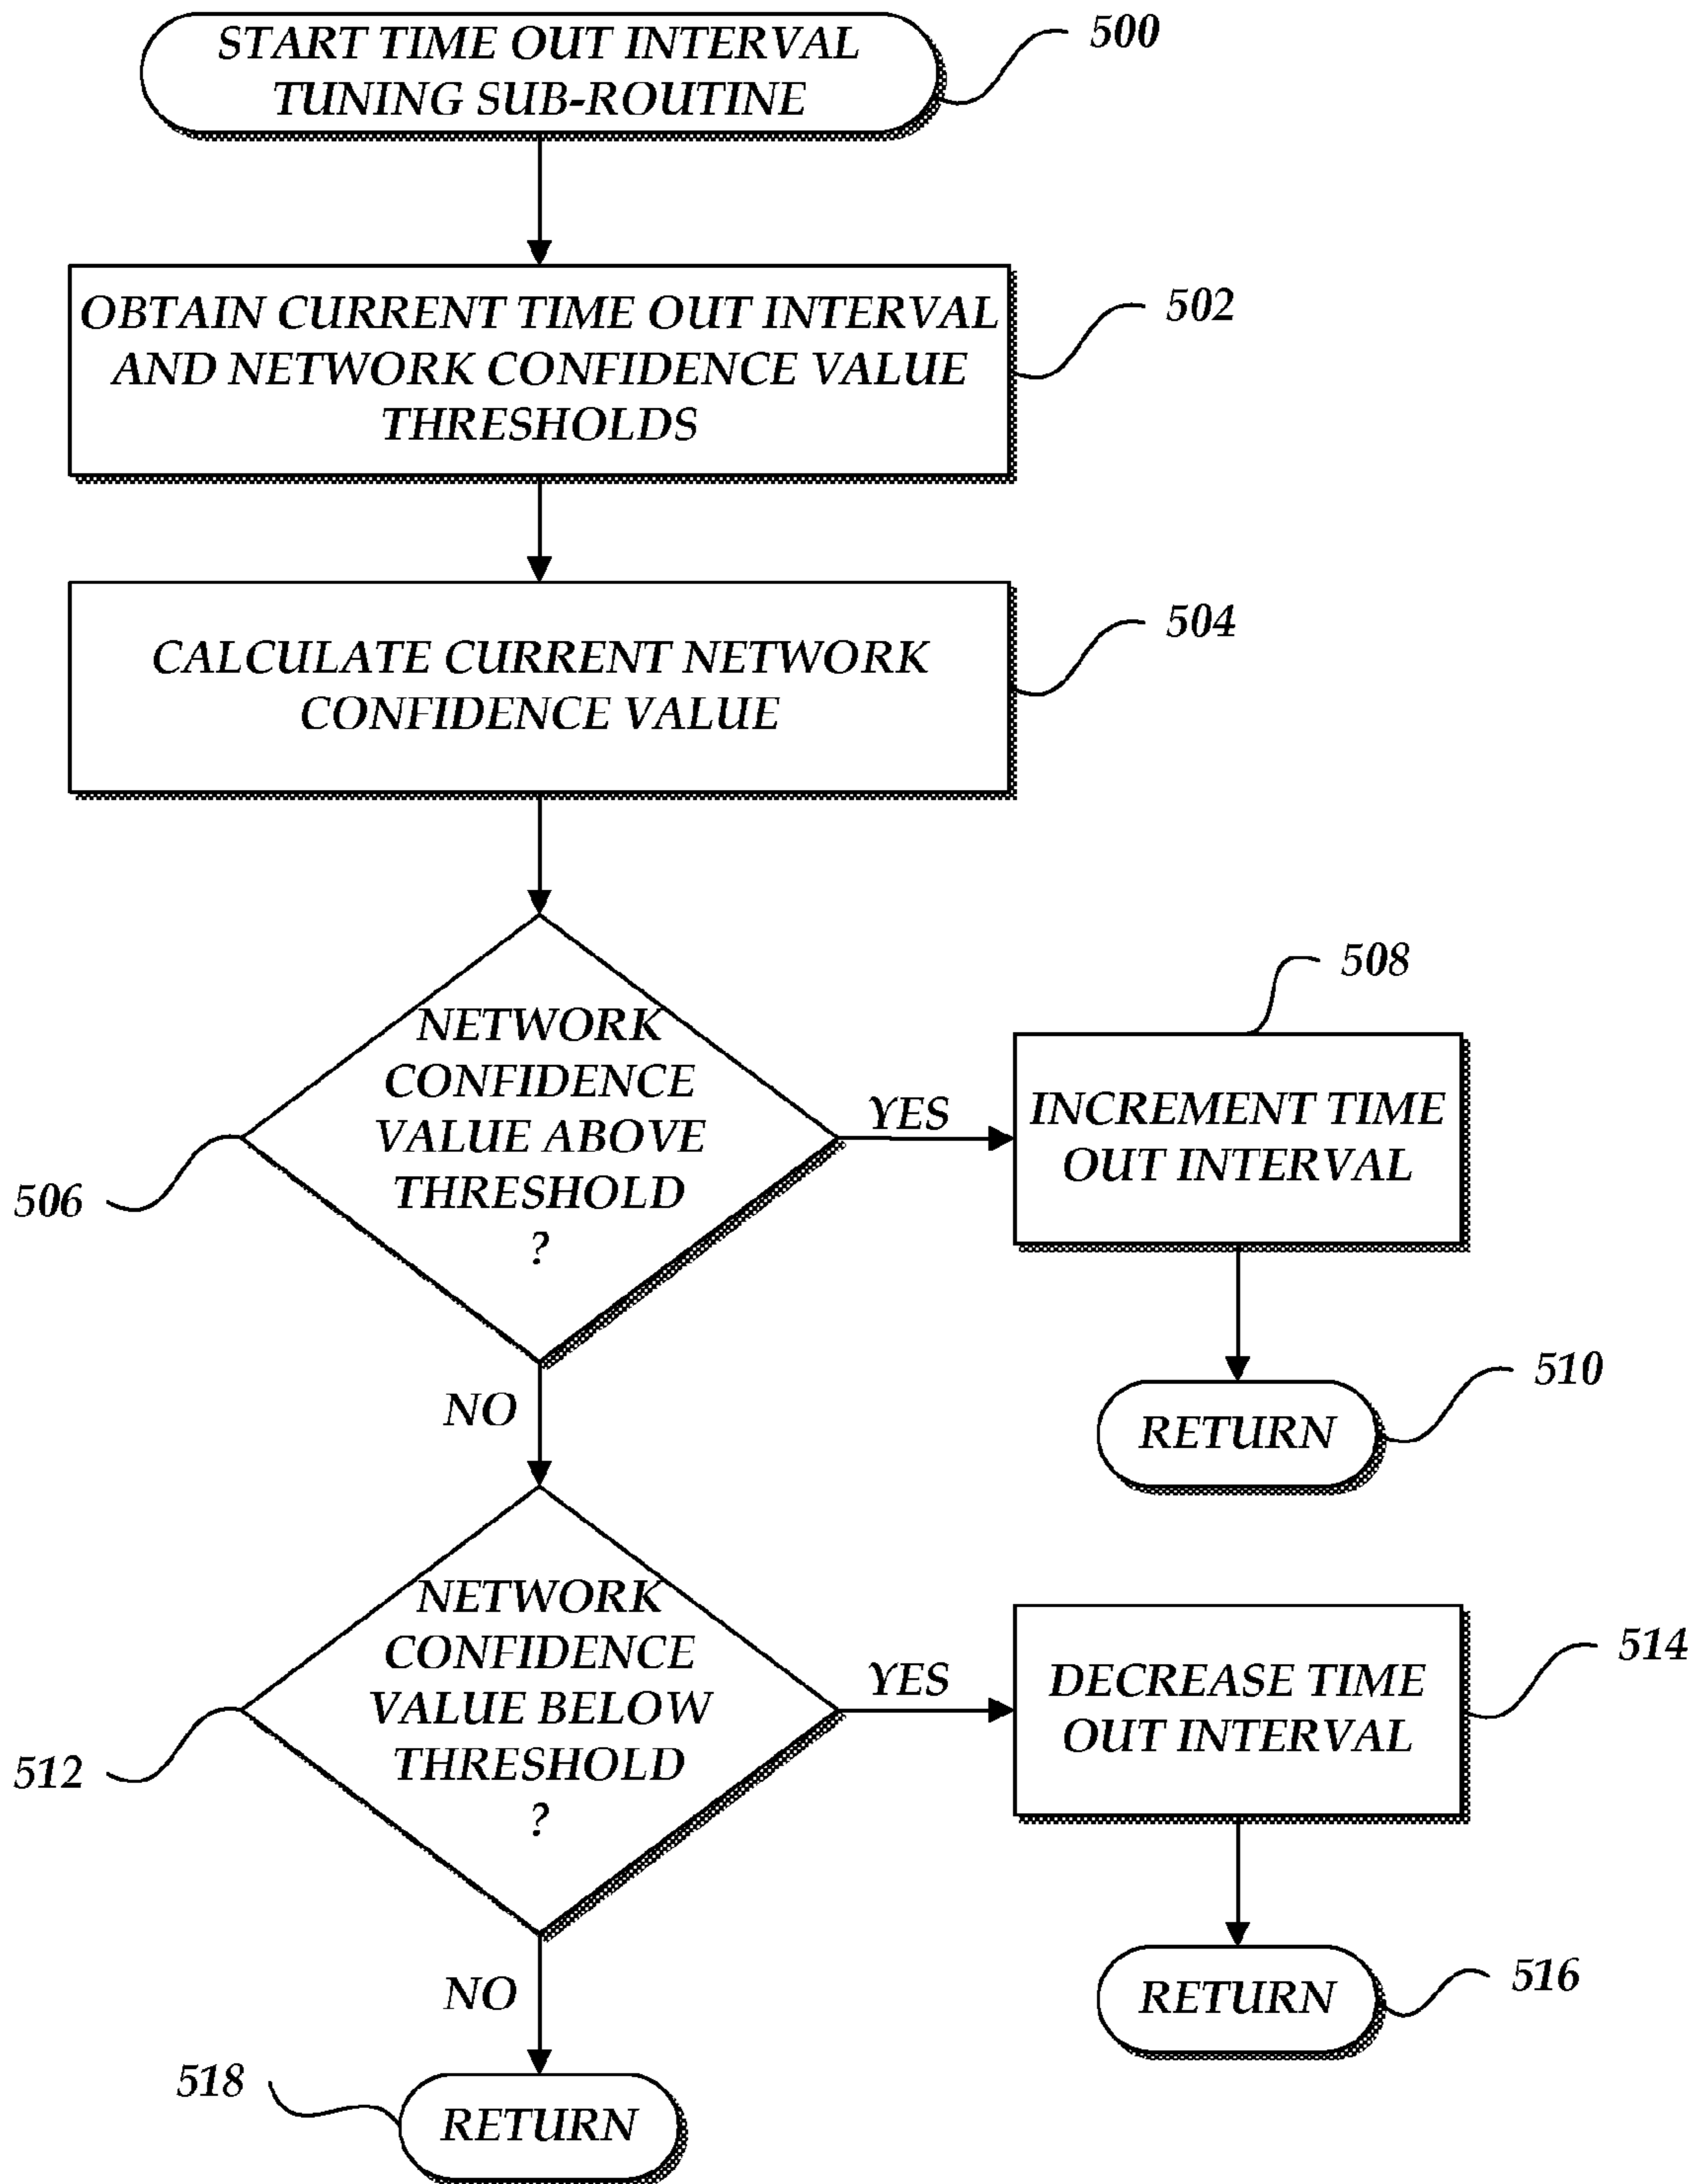 START TIME OUT INTERVAL
TUNING SUB-ROUTINE
500
OBTAIN CURRENT TIME OUT INTERVAL
AND NETWORK CONFIDENCE VALUE
THRESHOLDS
502
CALCULATE CURRENT NETWORK
CONFIDENCE VALUE
504
NETWORK
CONFIDENCE
VALUE ABOVE
THRESHOLD
?
506
YES
INCREMENT TIME
OUT INTERVAL
508
RETURN
510
NO
NETWORK
CONFIDENCE
VALUE BELOW
THRESHOLD
?
512
YES
DECREASE TIME
OUT INTERVAL
514
RETURN
516
NO
RETURN
518